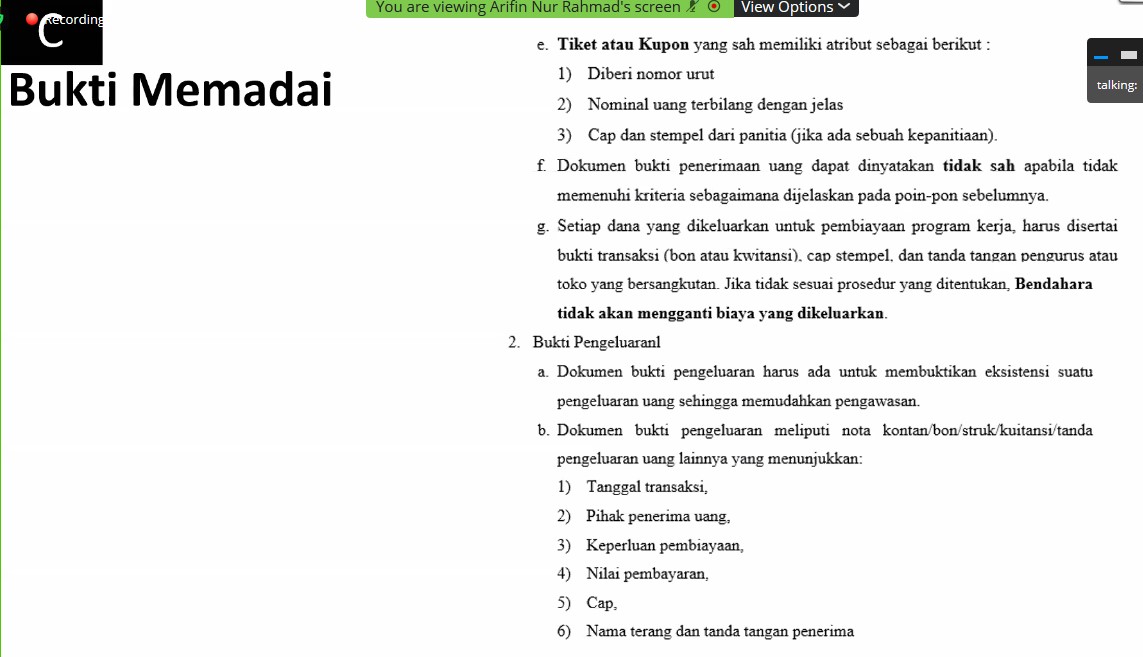 You are viewing Arifin Nur Rahmad's screen
View Options
Recording
C
talking:
Bukti Memadai
e. Tiket atau Kupon yang sah memiliki atribut sebagai berikut :
1) Diberi nomor urut
2) Nominal uang terbilang dengan jelas
3) Cap dan stempel dari panitia (jika ada sebuah kepanitiaan).
f. Dokumen bukti penerimaan uang dapat dinyatakan tidak sah apabila tidak
memenuhi kriteria sebagaimana dijelaskan pada poin-pon sebelumnya.
g. Setiap dana yang dikeluarkan untuk pembiayaan program kerja, harus disertai
bukti transaksi (bon atau kwitansi), cap stempel, dan tanda tangan pengurus atau
toko yang bersangkutan. Jika tidak sesuai prosedur yang ditentukan, Bendahara
tidak akan mengganti biaya yang dikeluarkan.
2. Bukti Pengeluaranl
a. Dokumen bukti pengeluaran harus ada untuk membuktikan eksistensi suatu
pengeluaran uang sehingga memudahkan pengawasan.
b. Dokumen bukti pengeluaran meliputi nota kontan/bon/struk/kuitansi/tanda
pengeluaran uang lainnya yang menunjukkan:
1) Tanggal transaksi,
2) Pihak penerima uang,
3) Keperluan pembiayaan,
4) Nilai pembayaran,
5) Cap,
6) Nama terang dan tanda tangan penerima